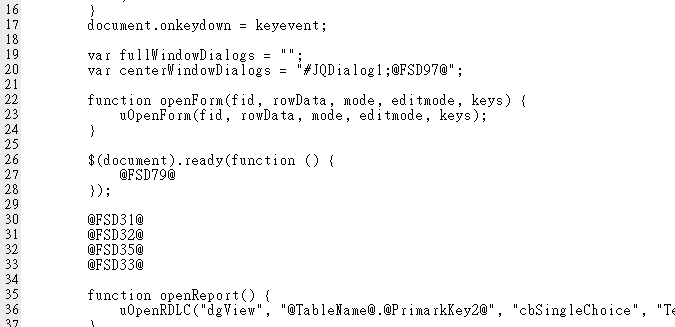 16 }
17 document.onkeydown = keyevent;
18
19 var fullWindowDialogs = "";
20 var centerWindowDialogs = "#JQDialog1;@FSD97@";
21
22 function openForm(fid, rowData, mode, editmode, keys) {
23 uOpenForm(fid, rowData, mode, editmode, keys);
24 }
25
26 $(document).ready(function () {
27 @FSD79@
28 });
29
30 @FSD31@
31 @FSD32@
32 @FSD35@
33 @FSD33@
34
35 function openReport() {
36 uOpenRDLC("dgView", "@TableName@.@PrimarkKey2@", "cbSingleChoice", "Te
37 }